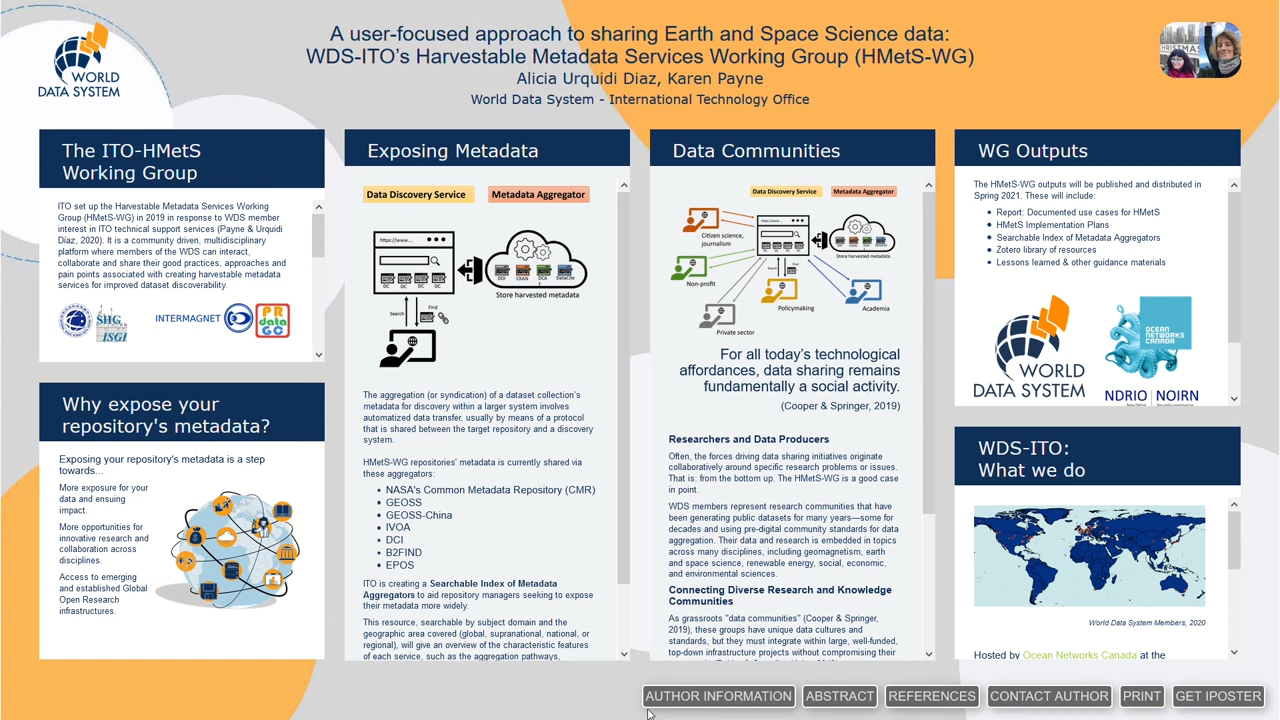 A user-focused approach to sharing Earth and Space Science data:
WDS-ITO's Harvestable Metadata Services Working Group (HMetS-WG)
Alicia Urquidi Diaz, Karen Payne
World Data System - International Technology Office
WORLD
DATA SYSTEM
The ITO-HMetS
Working Group
ITO set up the Harvestable Metadata Services Working
Group (HMetS-WG) in 2019 in response to WDS member
interest in ITO technical support services (Payne & Urquidi
Díaz, 2020). It is a community driven, multidisciplinary
platform where members of the WDS can interact,
collaborate and share their good practices, approaches and
pain points associated with creating harvestable metadata
services for improved dataset discoverability.
ISGI
INTERMAGNET
PR
data
GC
Why expose your
repository's metadata?
Exposing your repository's metadata is a step
towards...
More exposure for your
data and ensuing
impact.
More opportunities for
innovative research and
collaboration across
disciplines.
Access to emerging
and established Global
Open Research
infrastructures.
Exposing Metadata
Data Discovery Service
Metadata Aggregator
https://www...
DOC DOC DOC DOC
DDI CKAN DCA T DataCite
Store harvested metadata
Search
Find
The aggregation (or syndication) of a dataset collection's
metadata for discovery within a larger system involves
automatized data transfer, usually by means of a protocol
that is shared between the target repository and a discovery
system.
HMetS-WG repositories' metadata is currently shared via
these aggregators:
• NASA's Common Metadata Repository (CMR)
• GEOSS
• GEOSS-China
• IVOA
• DCI
• B2FIND
• EPOS
ITO is creating a Searchable Index of Metadata
Aggregators to aid repository managers seeking to expose
their metadata more widely.
This resource, searchable by subject domain and the
geographic area covered (global, supranational, national, or
regional), will give an overview of the characteristic features
of each service, such as the aggregation pathways,
Data Communities
Data Discovery Service
Metadata Aggregator
https://www...
Citizen science,
journalism
Store harvested metadata
Search
Find
Non-profit
Policymaking
Academia
Private sector
For all today's technological
affordances, data sharing remains
fundamentally a social activity.
(Cooper & Springer, 2019)
Researchers and Data Producers
Often, the forces driving data sharing initiatives originate
collaboratively around specific research problems or issues.
That is: from the bottom up. The HMetS-WG is a good case
in point.
WDS members represent research communities that have
been generating public datasets for many years—some for
decades and using pre-digital community standards for data
aggregation. Their data and research is embedded in topics
across many disciplines, including geomagnetism, earth
and space science, renewable energy, social, economic,
and environmental sciences.
Connecting Diverse Research and Knowledge
Communities
As grassroots "data communities" (Cooper & Springer,
2019), these groups have unique data cultures and
standards, but they must integrate within large, well-funded,
top-down infrastructure projects without compromising their
WG Outputs
The HMetS-WG outputs will be published and distributed in
Spring 2021. These will include:
• Report: Documented use cases for HMetS
• HMetS Implementation Plans
• Searchable Index of Metadata Aggregators
• Zotero library of resources
• Lessons learned & other guidance materials
WORLD
DATA SYSTEM
OCEAN
NETWORKS
CANADA
NDRIO | NOIRN
WDS-ITO:
What we do
World Data System Members, 2020
Hosted by Ocean Networks Canada at the
AUTHOR INFORMATION
ABSTRACT
REFERENCES
CONTACT AUTHOR
PRINT
GET IPOSTER